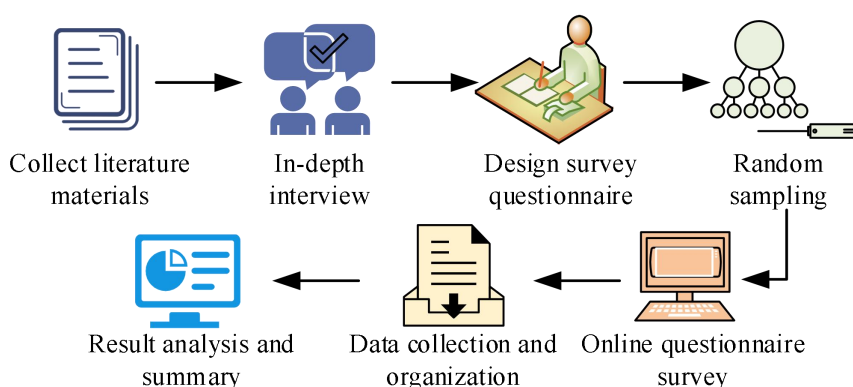 Collect literature
materials
In-depth
interview
Design survey
questionnaire
Random
sampling
Result analysis and
summary
Data collection and
organization
Online questionnaire
survey